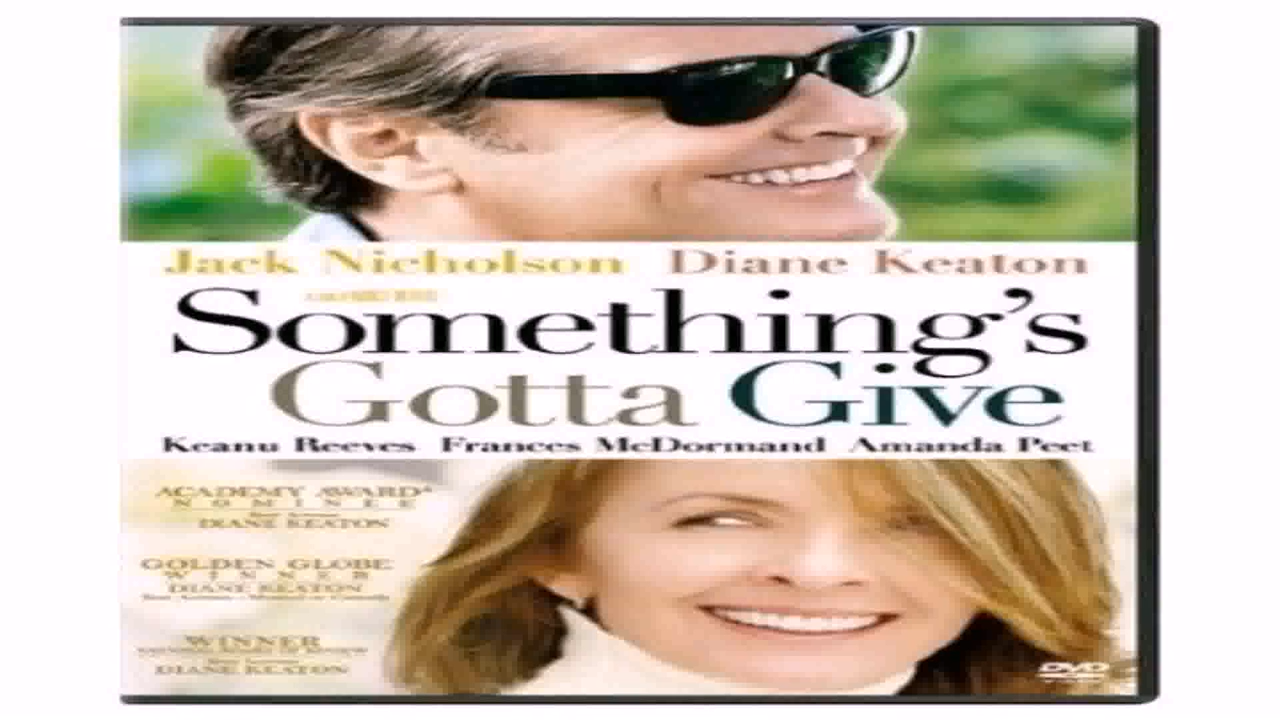 Jack Nicholson Diane Keaton
Something's
Gotta Give
Keanu Reeves Frances McDormand Amanda Peet
ACADEMY AWARD®
NOMINEE
DIANE KEATON
GOLDEN GLOBE
WINNER
DIANE KEATON
WINNER
DIANE KEATON
DVD